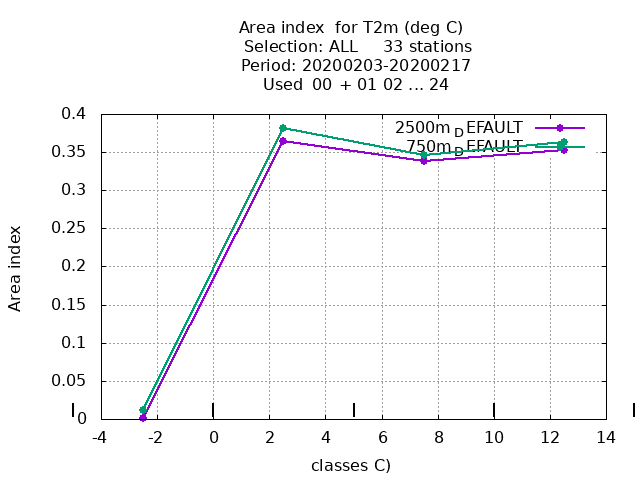 Area index  for T2m (deg C)
Selection: ALL     33 stations
Period: 20200203-20200217
Used  00 + 01 02 ... 24
2500m_DEFAULT
750m_DEFAULT
0.4
0.35
0.3
0.25
0.2
0.15
0.1
0.05
0
Area index
-4 -2 0 2 4 6 8 10 12 14
classes C)